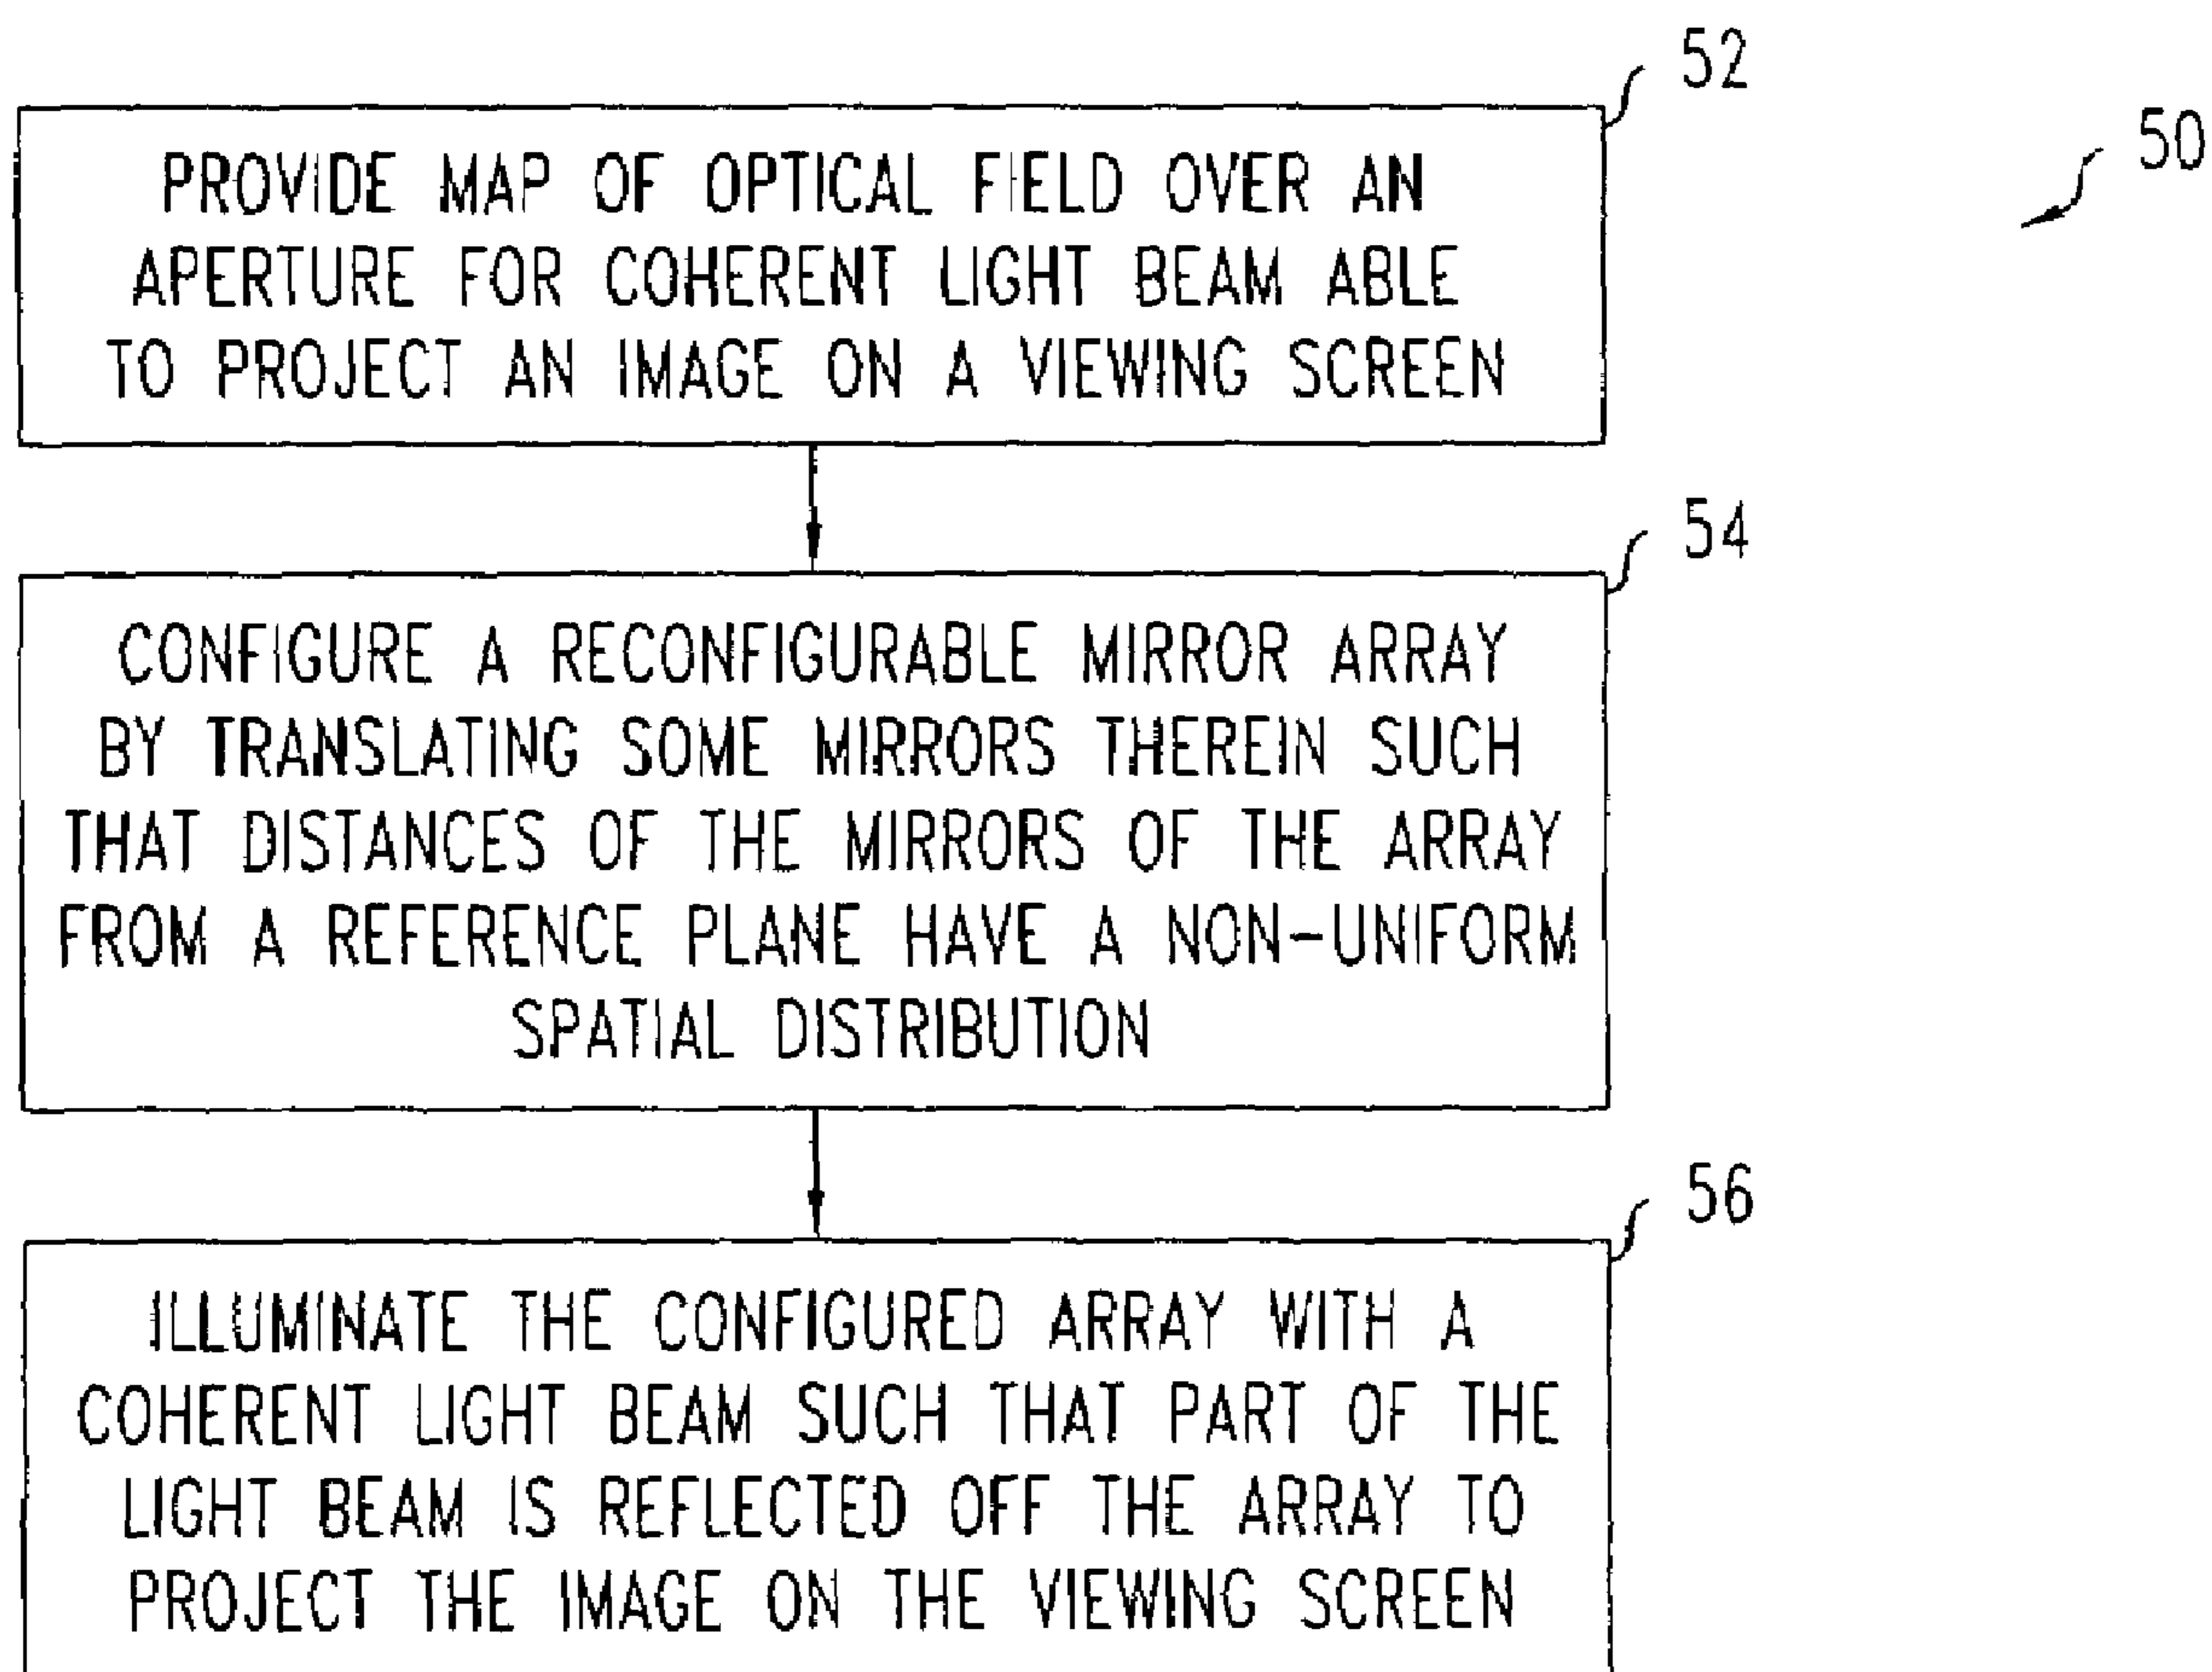 52
50
PROVIDE MAP OF OPTICAL FIELD OVER AN
APERTURE FOR COHERENT LIGHT BEAM ABLE
TO PROJECT AN IMAGE ON A VIEWING SCREEN
54
CONFIGURE A RECONFIGURABLE MIRROR ARRAY
BY TRANSLATING SOME MIRRORS THEREIN SUCH
THAT DISTANCES OF THE MIRRORS OF THE ARRAY
FROM A REFERENCE PLANE HAVE A NON-UNIFORM
SPATIAL DISTRIBUTION
56
ILLUMINATE THE CONFIGURED ARRAY WITH A
COHERENT LIGHT BEAM SUCH THAT PART OF THE
LIGHT BEAM IS REFLECTED OFF THE ARRAY TO
PROJECT THE IMAGE ON THE VIEWING SCREEN